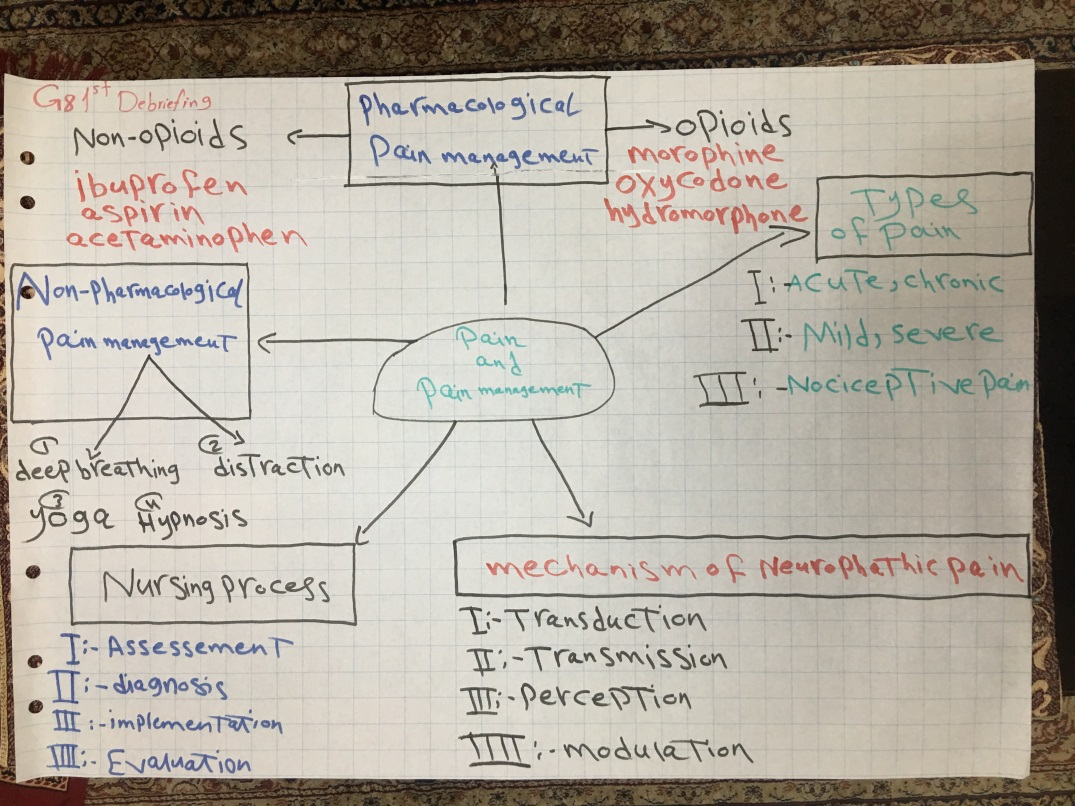 G8 1st Debriefing
Pharmacological
Pain management
Non-opioids
ibuprofen
aspirin
acetaminophen
opioids
morophine
oxycodone
hydromorphone
Types
of Pain
I:- Acute, chronic
II:- Mild, severe
III:- Nociceptive pain
Non-Pharmacological
Pain management
1 deep breathing
2 distraction
3 yoga
4 Hypnosis
Pain
and
Pain management
Nursing process
I:- Assessement
II:- diagnosis
III:- implementation
IIII:- Evaluation
mechanism of Neurophathic pain
I:- Transduction
II:- Transmission
III:- Perception
IIII:- modulation